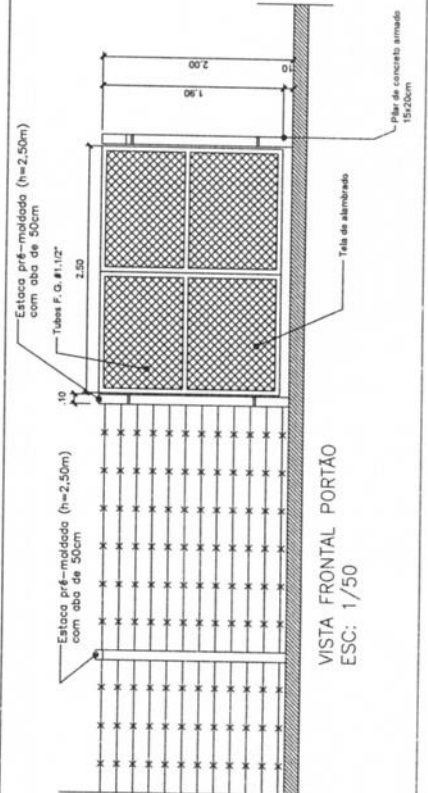 Estaca pré-moldada (h=2,50m)
com aba de 50cm
Estaca pré-moldada (h=2,50m)
com aba de 50cm
Tubos F. G. ø1.1/2"
.10
2.50
2.00
1.90
10
Pilar de concreto armado
15x20cm
Tela de alambrado
VISTA FRONTAL PORTÃO
ESC: 1/50